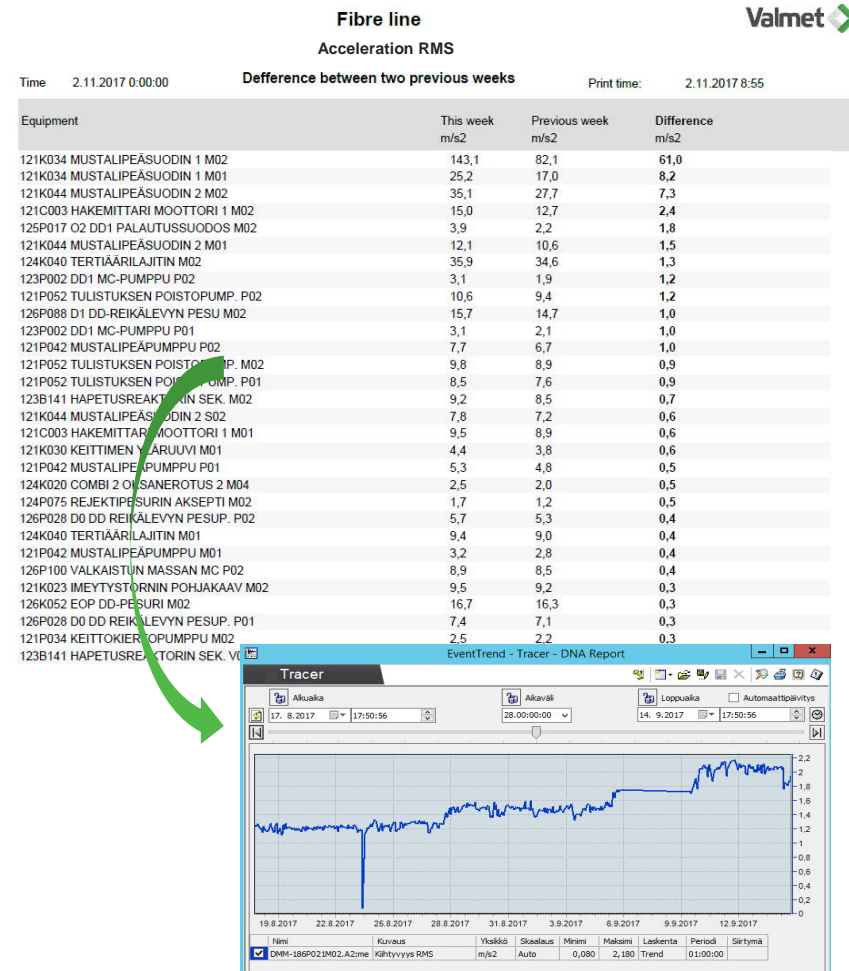 Fibre line
Valmet
Acceleration RMS
Time 2.11.2017 0:00:00 Defference between two previous weeks Print time: 2.11.2017 8:55
Equipment This week Previous week Difference
m/s2 m/s2 m/s2
121K034 MUSTALIPEÄSUODIN 1 M02 143,1 82,1 61,0
121K034 MUSTALIPEÄSUODIN 1 M01 25,2 17,0 8,2
121K044 MUSTALIPEÄSUODIN 2 M02 35,1 27,7 7,3
121C003 HAKEMITTARI MOOTTORI 1 M02 15,0 12,7 2,4
125P017 O2 DD1 PALAUTUSSUODOS M02 3,9 2,2 1,8
121K044 MUSTALIPEÄSUODIN 2 M01 12,1 10,6 1,5
124K040 TERTIÄÄRILAJITIN M02 35,9 34,6 1,3
123P002 DD1 MC-PUMPPU P02 3,1 1,9 1,2
121P052 TULISTUKSEN POISTOPUMP. P02 10,6 9,4 1,2
126P088 D1 DD-REIKÄLEVYN PESU M02 15,7 14,7 1,0
123P002 DD1 MC-PUMPPU P01 3,1 2,1 1,0
121P042 MUSTALIPEÄPUMPPU P02 7,7 6,7 1,0
121P052 TULISTUKSEN M02 9,8 8,9 0,9
121P052 TULISTUKSEN P01 8,5 7,6 0,9
123B141 SEK. M02 9,2 8,5 0,7
121K044 2 S02 7,8 7,2 0,6
121C003 MOOTTORI 1 M01 9,5 8,9 0,6
121K030 KEITTIMEN M01 4,4 3,8 0,6
121P042 P01 5,3 4,8 0,5
124K020 COMBI 2 2 M04 2,5 2,0 0,5
124P075 REJEKTIPESURIN AKSEPTI M02 1,7 1,2 0,5
126P028 D0 DD REIKÄLEVYN PESUP. P02 5,7 5,3 0,4
124K040 TERTIÄÄRILAJITIN M01 9,4 9,0 0,4
121P042 MUSTALIPEÄPUMPPU M01 3,2 2,8 0,4
126P100 VALKAISTUN MASSAN MC P02 8,9 8,5 0,4
121K023 IMEYTYSTORNIN POHJAKAAV M02 9,5 9,2 0,3
126K052 EOP DD-PESURI M02 16,7 16,3 0,3
126P028 D0 DD REIKÄLEVYN PESUP. P01 7,4 7,1 0,3
121P034 KEITTOKIERTOPUMPPU M02 2,5 2,2 0,3
123B141 HAPETUSREAKTORIN SEK.
EventTrend - Tracer - DNA Report
Tracer
Alkuaika Aikaväli Loppuaika Automaattipäivitys
17. 8.2017 17:50:56 28.00:00:00 14. 9.2017 17:50:56
2,2
2
1,8
1,6
1,4
1,2
1
0,8
0,6
0,4
0,2
0
19.8.2017 22.8.2017 25.8.2017 28.8.2017 31.8.2017 3.9.2017 6.9.2017 9.9.2017 12.9.2017
Nimi Kuvaus Yksikkö Skaalaus Minimi Maksimi Laskenta Periodi Siirtymä
DMM-186P021M02.A2:me Kiihtyvyys RMS m/s2 Auto 0,080 2,180 Trend 01:00:00